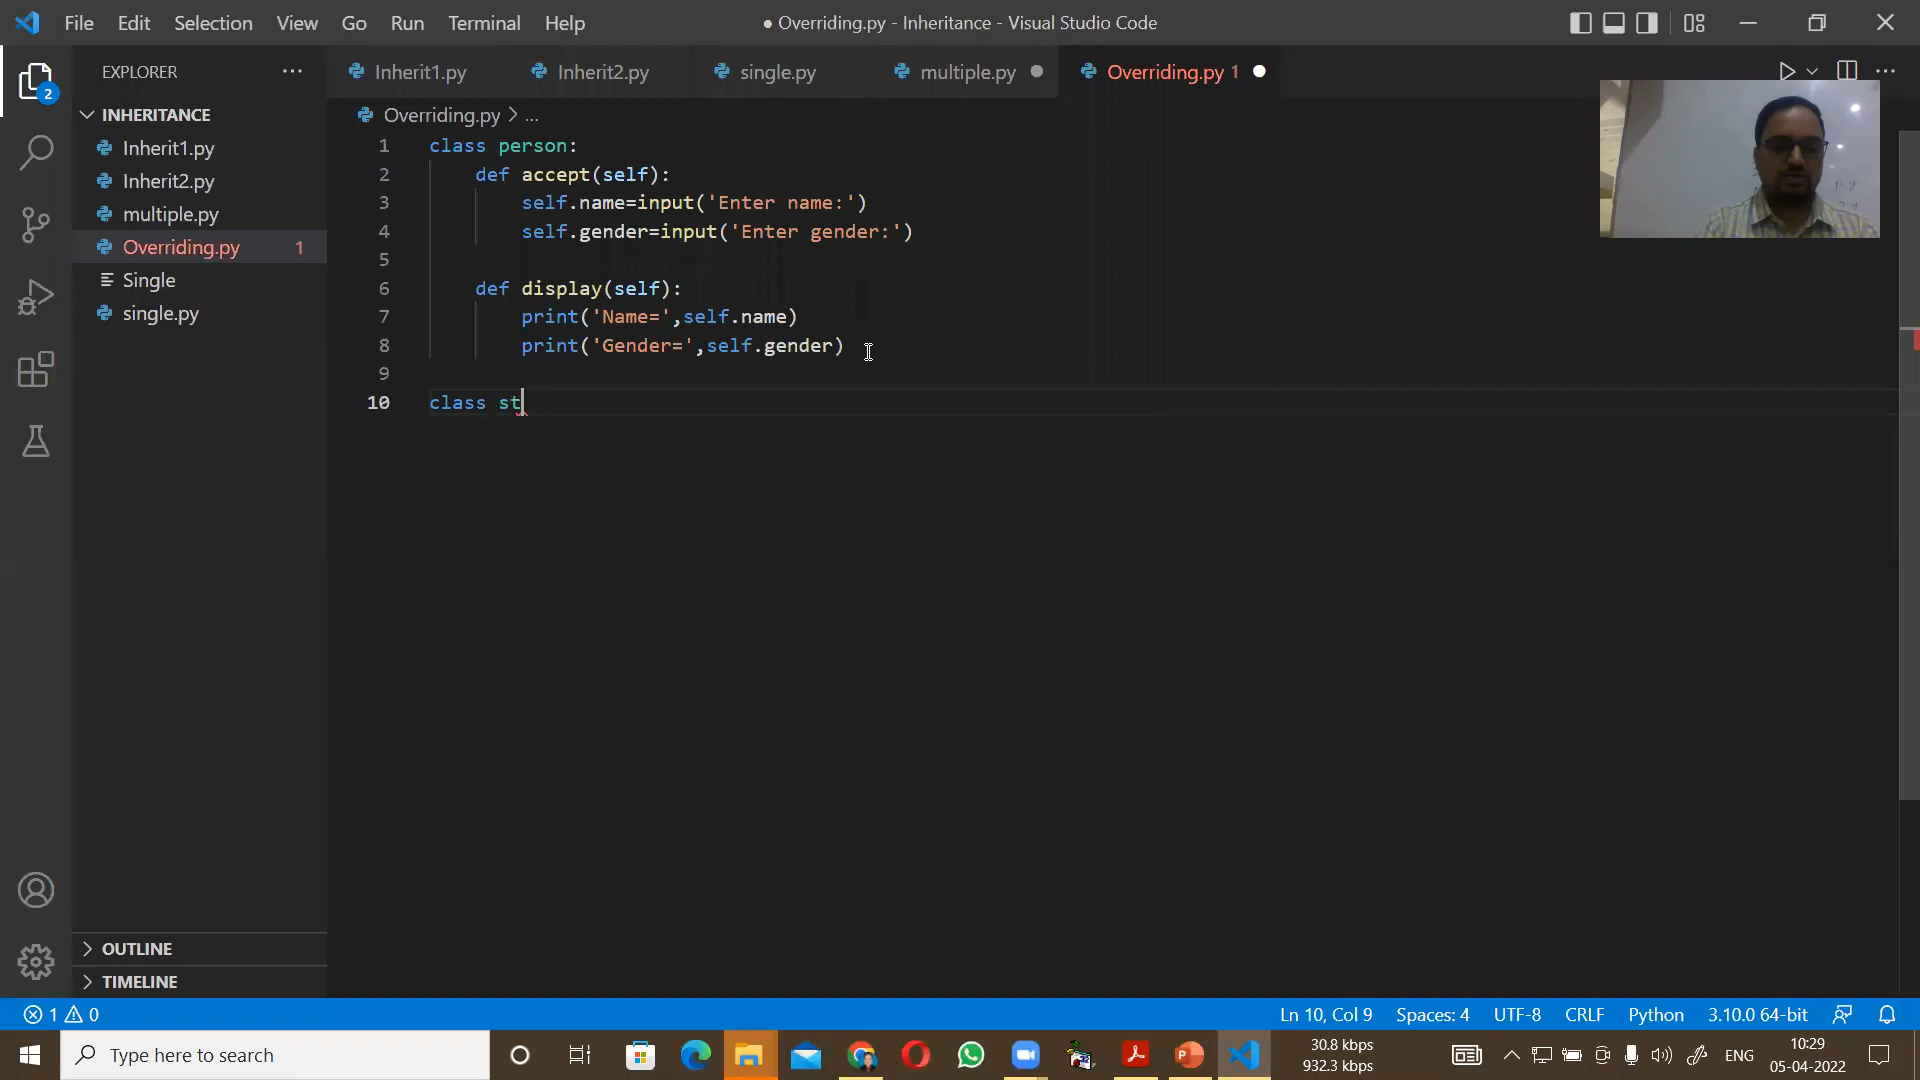 File Edit Selection View Go Run Terminal Help
● Overriding.py - Inheritance - Visual Studio Code
EXPLORER ...
Inherit1.py Inherit2.py single.py multiple.py Overriding.py 1
2
INHERITANCE
Inherit1.py
Inherit2.py
multiple.py
Overriding.py 1
Single
single.py
Overriding.py > ...
1 class person:
2 def accept(self):
3 self.name=input('Enter name:')
4 self.gender=input('Enter gender:')
5
6 def display(self):
7 print('Name=',self.name)
8 print('Gender=',self.gender)
9
10 class st
OUTLINE
TIMELINE
1 0
Ln 10, Col 9 Spaces: 4 UTF-8 CRLF Python 3.10.0 64-bit
Type here to search
30.8 kbps
932.3 kbps
ENG
10:29
05-04-2022